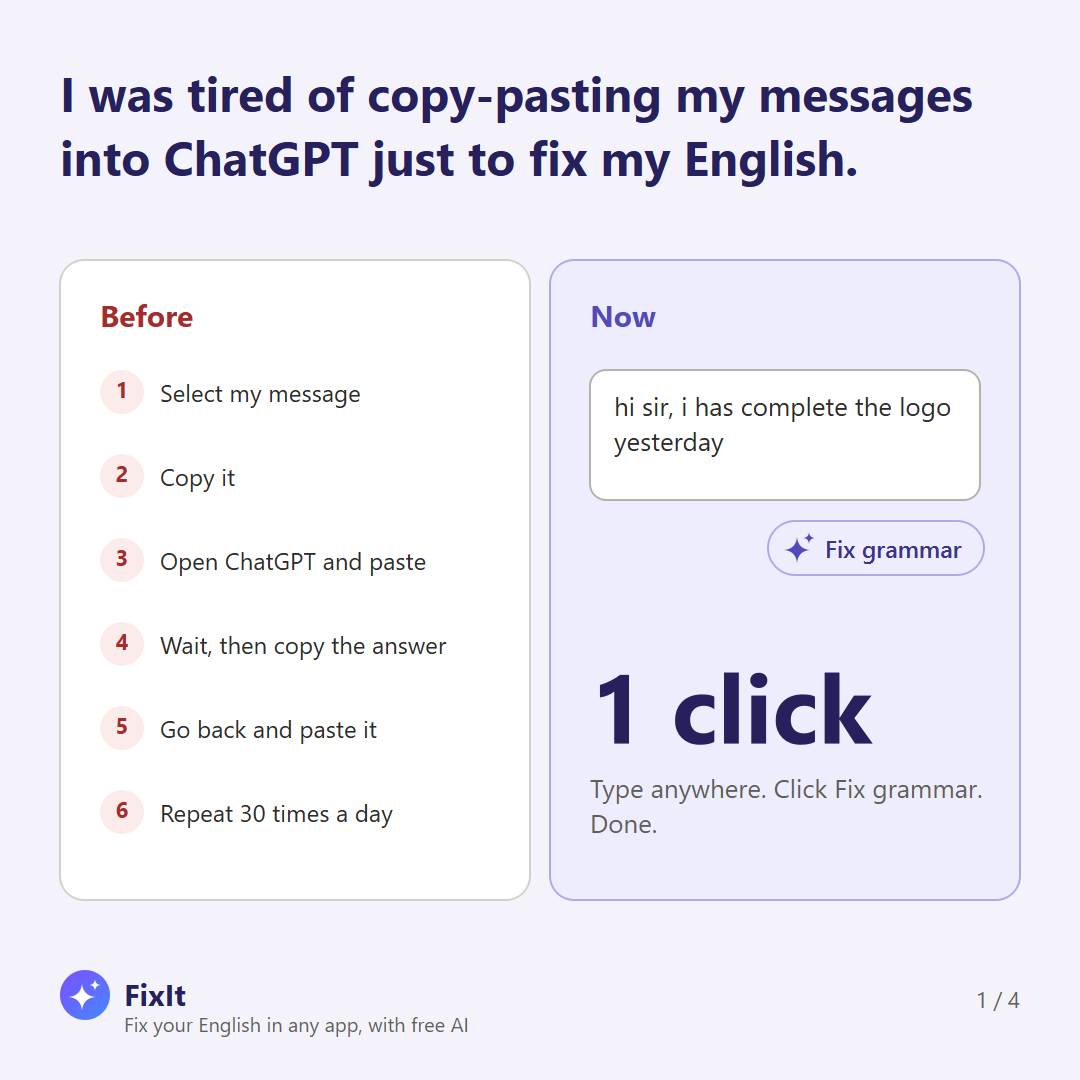 I was tired of copy-pasting my messages
into ChatGPT just to fix my English.
Before
1 Select my message
2 Copy it
3 Open ChatGPT and paste
4 Wait, then copy the answer
5 Go back and paste it
6 Repeat 30 times a day
Now
hi sir, i has complete the logo
yesterday
Fix grammar
1 click
Type anywhere. Click Fix grammar.
Done.
FixIt
Fix your English in any app, with free AI
1 / 4